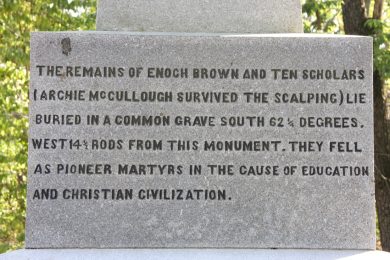 THE REMAINS OF ENOCH BROWN AND TEN SCHOLARS
(ARCHIE McCULLOUGH SURVIVED THE SCALPING) LIE
BURIED IN A COMMON GRAVE SOUTH 62½ DEGREES,
WEST 14½ RODS FROM THIS MONUMENT. THEY FELL
AS PIONEER MARTYRS IN THE CAUSE OF EDUCATION
AND CHRISTIAN CIVILIZATION.